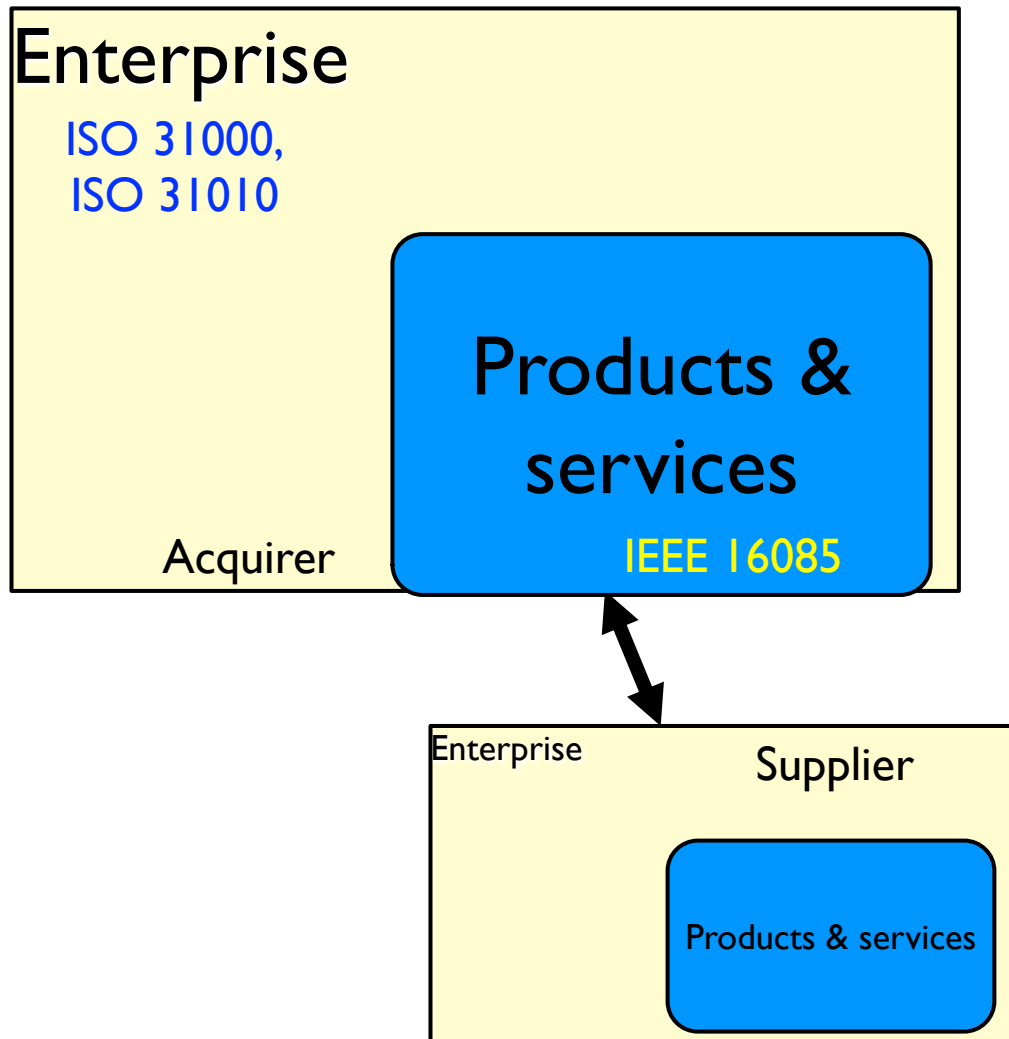 Enterprise
ISO 31000,
ISO 31010
Products &
services
Acquirer
IEEE 16085
Enterprise
Supplier
Products & services